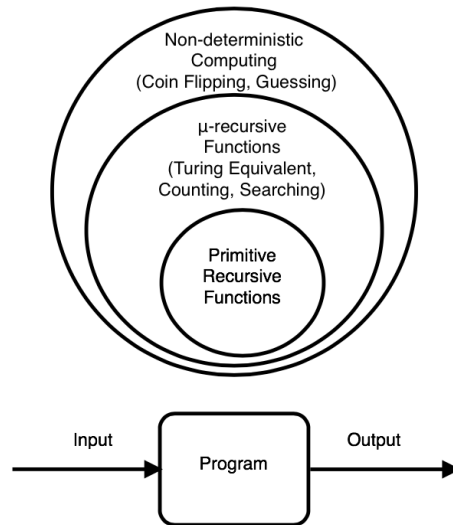 Non-deterministic
Computing
(Coin Flipping, Guessing)
μ-recursive
Functions
(Turing Equivalent,
Counting, Searching)
Primitive
Recursive
Functions
Input
Program
Output